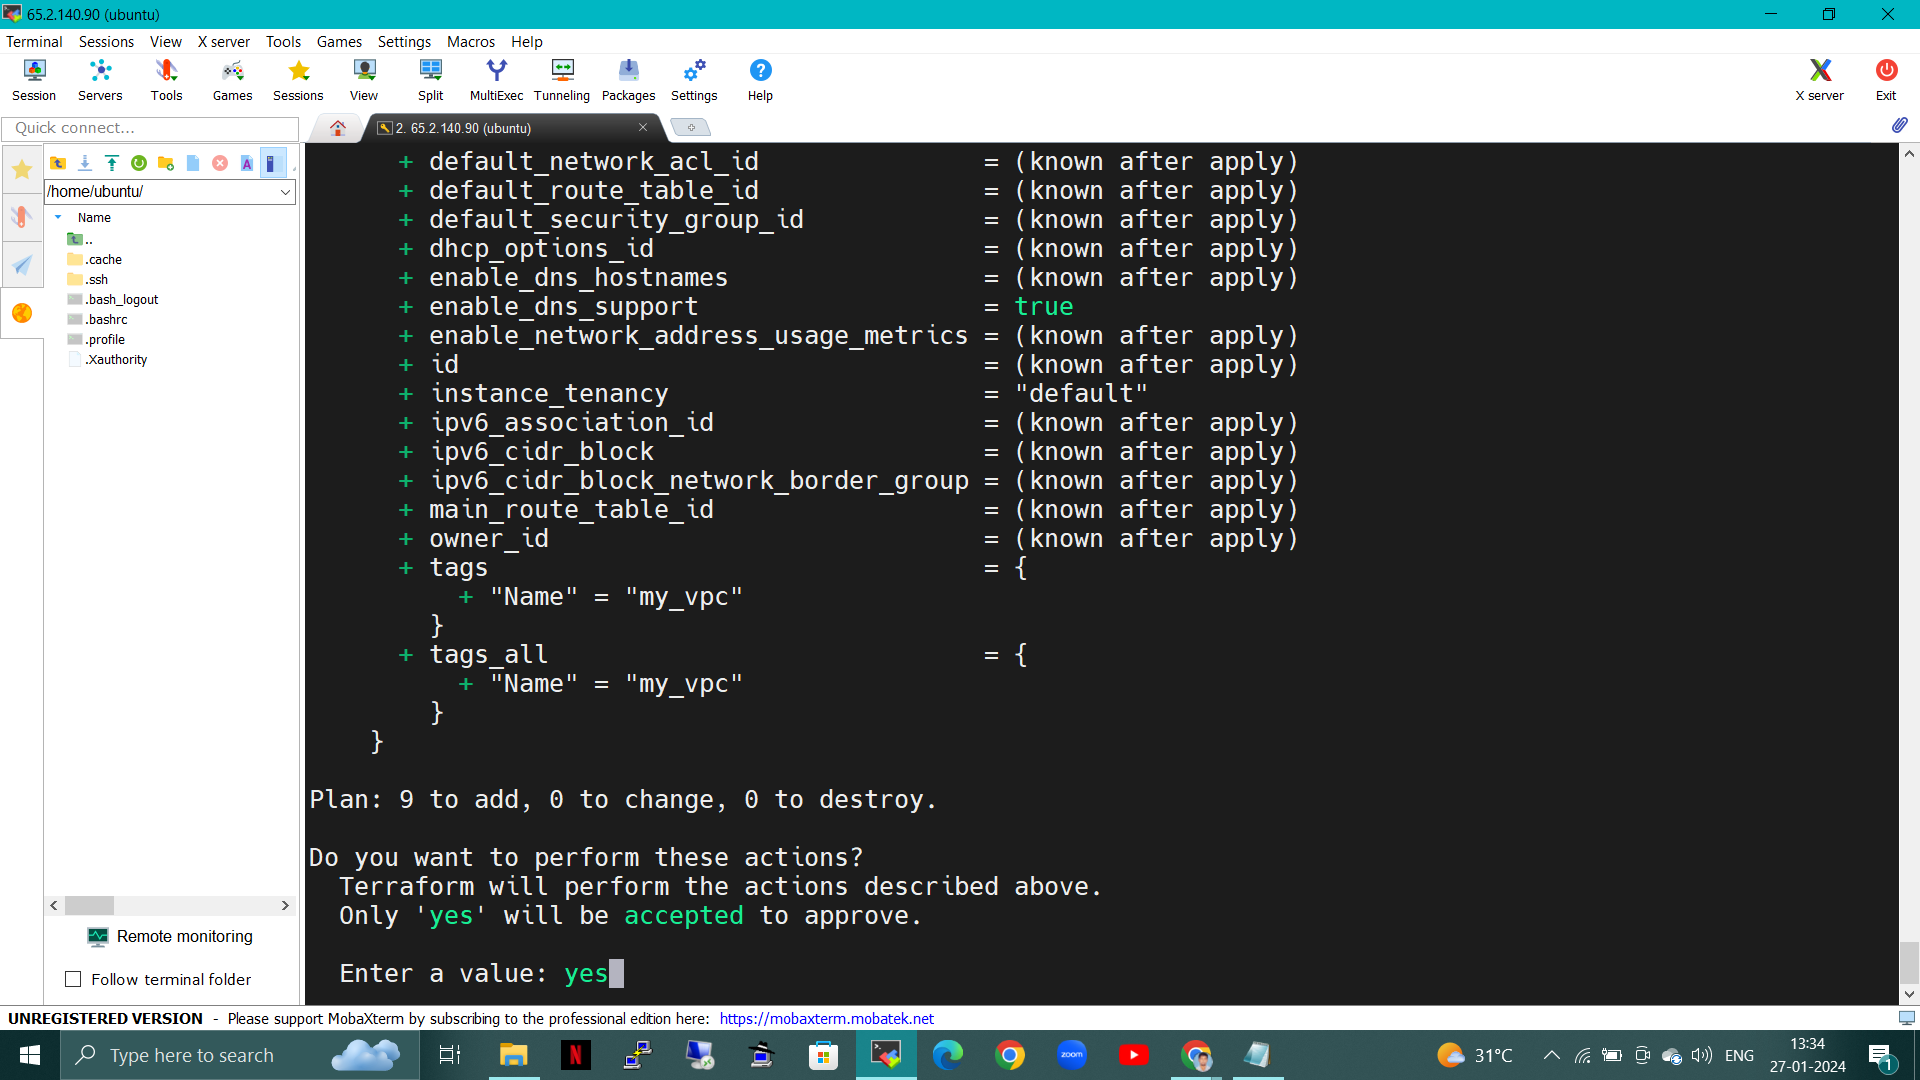 65.2.140.90 (ubuntu)
Terminal Sessions View X server Tools Games Settings Macros Help
Session Servers Tools Games Sessions View Split MultiExec Tunneling Packages Settings Help X server Exit
Quick connect...
2. 65.2.140.90 (ubuntu)
/home/ubuntu/
Name
..
.cache
.ssh
.bash_logout
.bashrc
.profile
.Xauthority
Remote monitoring
Follow terminal folder
+ default_network_acl_id = (known after apply)
+ default_route_table_id = (known after apply)
+ default_security_group_id = (known after apply)
+ dhcp_options_id = (known after apply)
+ enable_dns_hostnames = (known after apply)
+ enable_dns_support = true
+ enable_network_address_usage_metrics = (known after apply)
+ id = (known after apply)
+ instance_tenancy = "default"
+ ipv6_association_id = (known after apply)
+ ipv6_cidr_block = (known after apply)
+ ipv6_cidr_block_network_border_group = (known after apply)
+ main_route_table_id = (known after apply)
+ owner_id = (known after apply)
+ tags = {
+ "Name" = "my_vpc"
}
+ tags_all = {
+ "Name" = "my_vpc"
}
}
Plan: 9 to add, 0 to change, 0 to destroy.
Do you want to perform these actions?
Terraform will perform the actions described above.
Only 'yes' will be accepted to approve.
Enter a value: yes
UNREGISTERED VERSION - Please support MobaXterm by subscribing to the professional edition here: https://mobaxterm.mobatek.net
Type here to search
zoom
31°C
ENG
13:34
27-01-2024
1